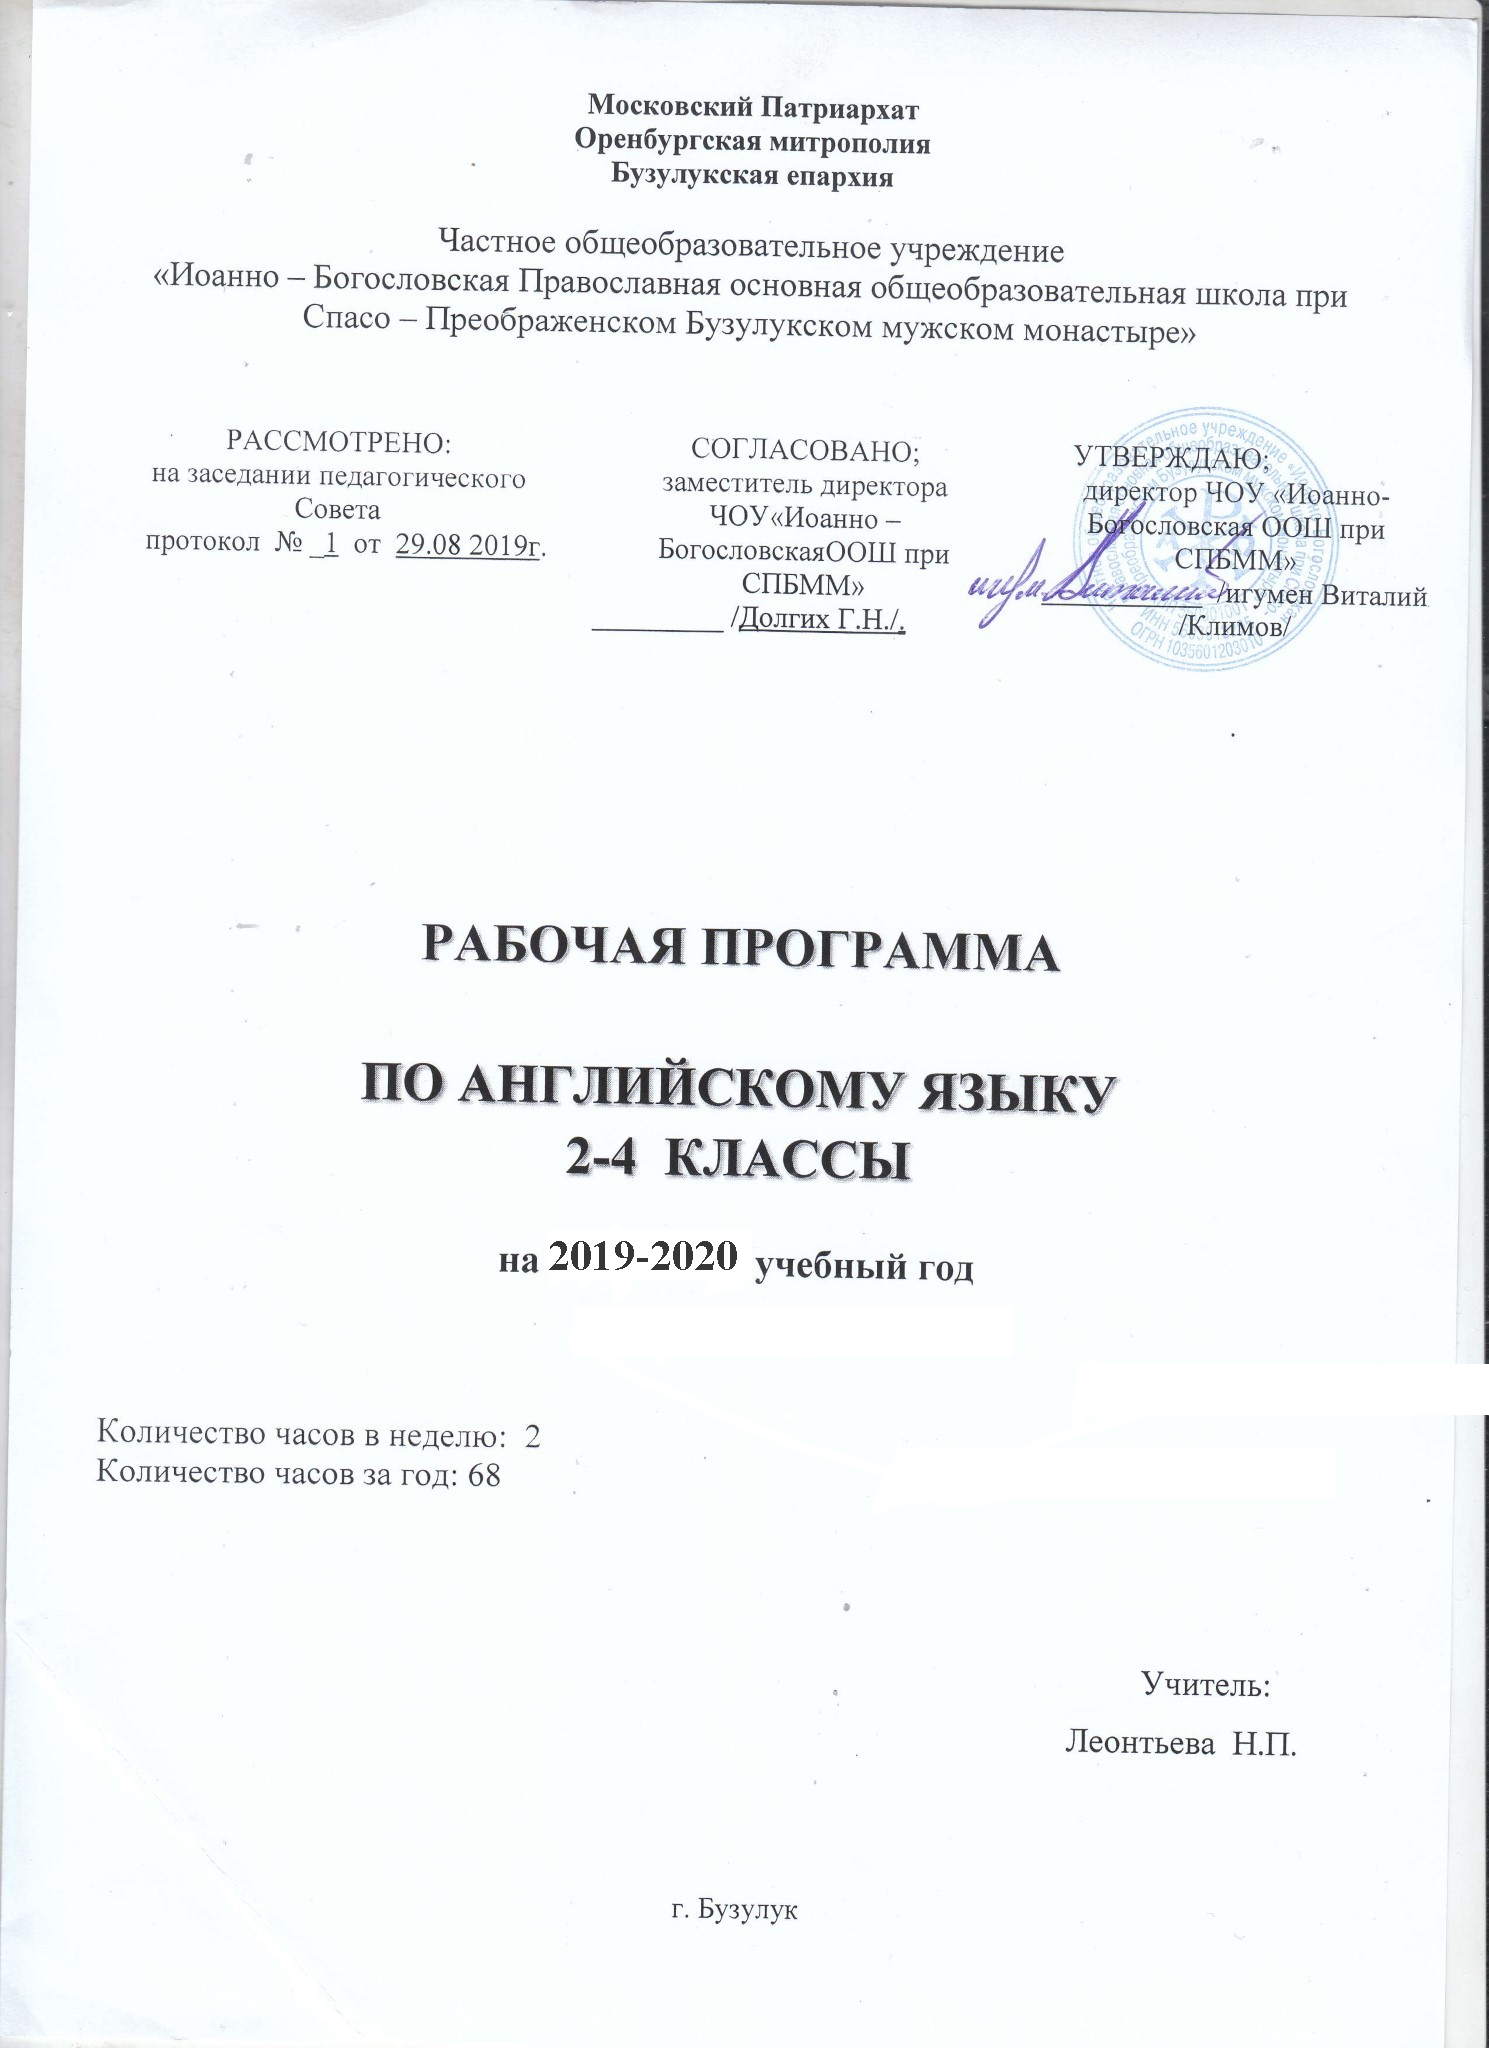 Московский Патриархат
Оренбургская митрополия
Бузулукская епархия
Частное общеобразовательное учреждение
«Иоанно – Богословская Православная основная общеобразовательная школа при
Спасо – Преображенском Бузулукском мужском монастыре»
РАССМОТРЕНО:
на заседании педагогического
Совета
протокол № _1 от 29.08 2019г.
СОГЛАСОВАНО;
заместитель директора
ЧОУ«Иоанно –
БогословскаяООШ при
СПБММ»
_________ /Долгих Г.Н./.
УТВЕРЖДАЮ;
директор ЧОУ «Иоанно-
Богословская ООШ при
СПБММ»
___________ /игумен Виталий
/Климов/
ОГРН 1035601203010
РАБОЧАЯ ПРОГРАММА
ПО АНГЛИЙСКОМУ ЯЗЫКУ
2-4 КЛАССЫ
на 2019-2020 учебный год
Количество часов в неделю: 2
Количество часов за год: 68
Учитель:
Леонтьева Н.П.
г. Бузулук